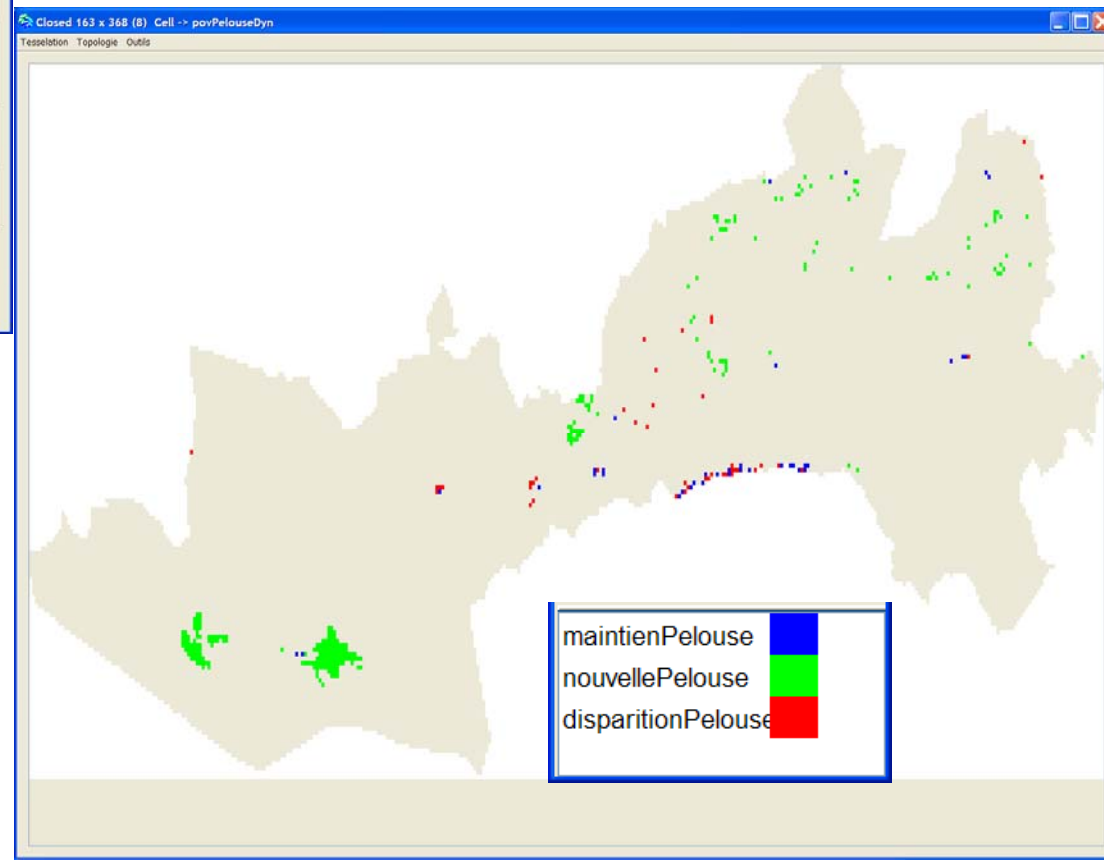 Closed 163 x 368 (8) Cell -> povPelouseDyn
Tesselation Topologie Outils
maintienPelouse
nouvellePelouse
disparitionPelouse